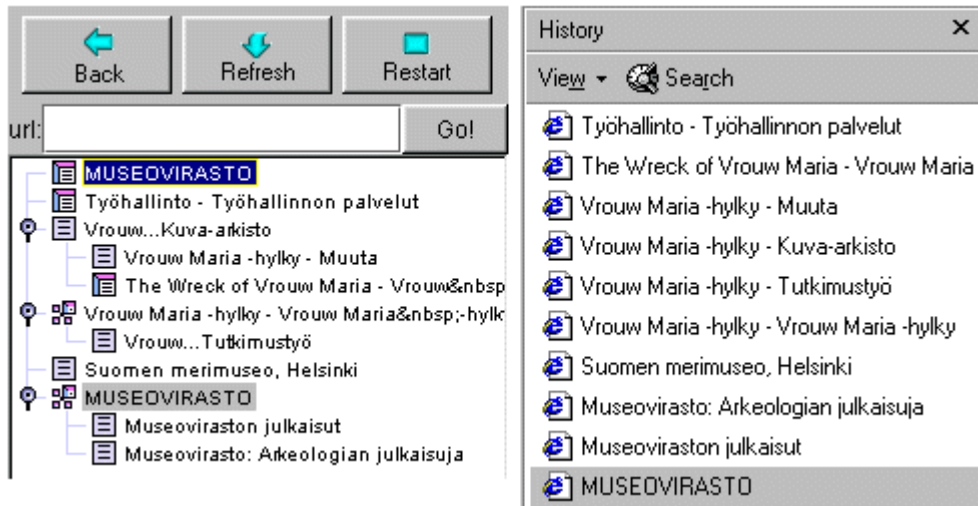 Back
Refresh
Restart
url:
Go!
MUSEOVIRASTO
Työhallinto - Työhallinnon palvelut
Vrouw...Kuva-arkisto
Vrouw Maria -hylky - Muuta
The Wreck of Vrouw Maria - Vrouw&nbsp
Vrouw Maria -hylky - Vrouw Maria&nbsp;-hylk
Vrouw...Tutkimustyö
Suomen merimuseo, Helsinki
MUSEOVIRASTO
Museoviraston julkaisut
Museovirasto: Arkeologian julkaisuja
History
View
Search
Työhallinto - Työhallinnon palvelut
The Wreck of Vrouw Maria - Vrouw Maria
Vrouw Maria -hylky - Muuta
Vrouw Maria -hylky - Kuva-arkisto
Vrouw Maria -hylky - Tutkimustyö
Vrouw Maria -hylky - Vrouw Maria -hylky
Suomen merimuseo, Helsinki
Museovirasto: Arkeologian julkaisuja
Museoviraston julkaisut
MUSEOVIRASTO